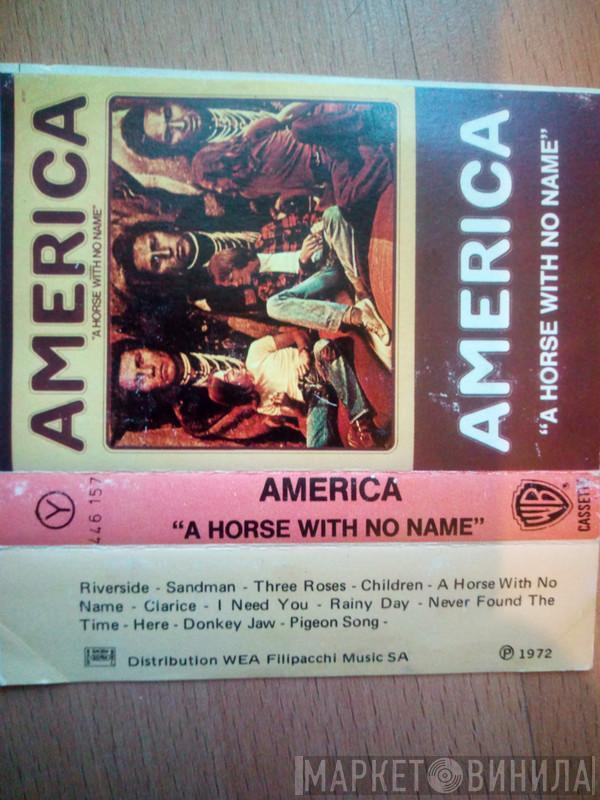 AMERICA
"A HORSE WITH NO NAME"
AMERICA
"A HORSE WITH NO NAME"
Y
446 157
AMERICA
"A HORSE WITH NO NAME"
WB
CASSETTE
Riverside - Sandman - Three Roses - Children - A Horse With No
Name - Clarice - I Need You - Rainy Day - Never Found The
Time - Here - Donkey Jaw - Pigeon Song -
Distribution WEA Filipacchi Music SA
℗ 1972
МАРКЕТ ВИНИЛА